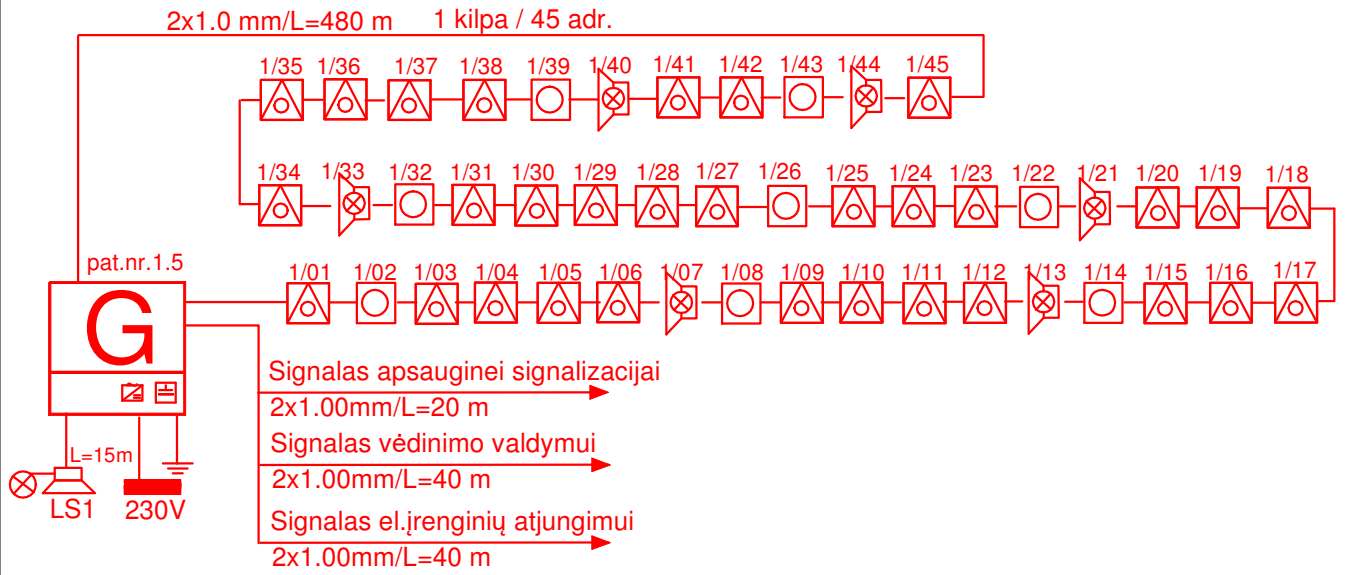 2x1.0 mm/L=480 m 1 kilpa / 45 adr.
1/35 1/36 1/37 1/38 1/39 1/40 1/41 1/42 1/43 1/44 1/45
1/34 1/33 1/32 1/31 1/30 1/29 1/28 1/27 1/26 1/25 1/24 1/23 1/22 1/21 1/20 1/19 1/18
pat.nr.1.5
1/01 1/02 1/03 1/04 1/05 1/06 1/07 1/08 1/09 1/10 1/11 1/12 1/13 1/14 1/15 1/16 1/17
G
Signalas apsauginei signalizacijai
2x1.00mm/L=20 m
Signalas vėdinimo valdymui
2x1.00mm/L=40 m
Signalas el.įrenginių atjungimui
2x1.00mm/L=40 m
L=15m
LS1 230V